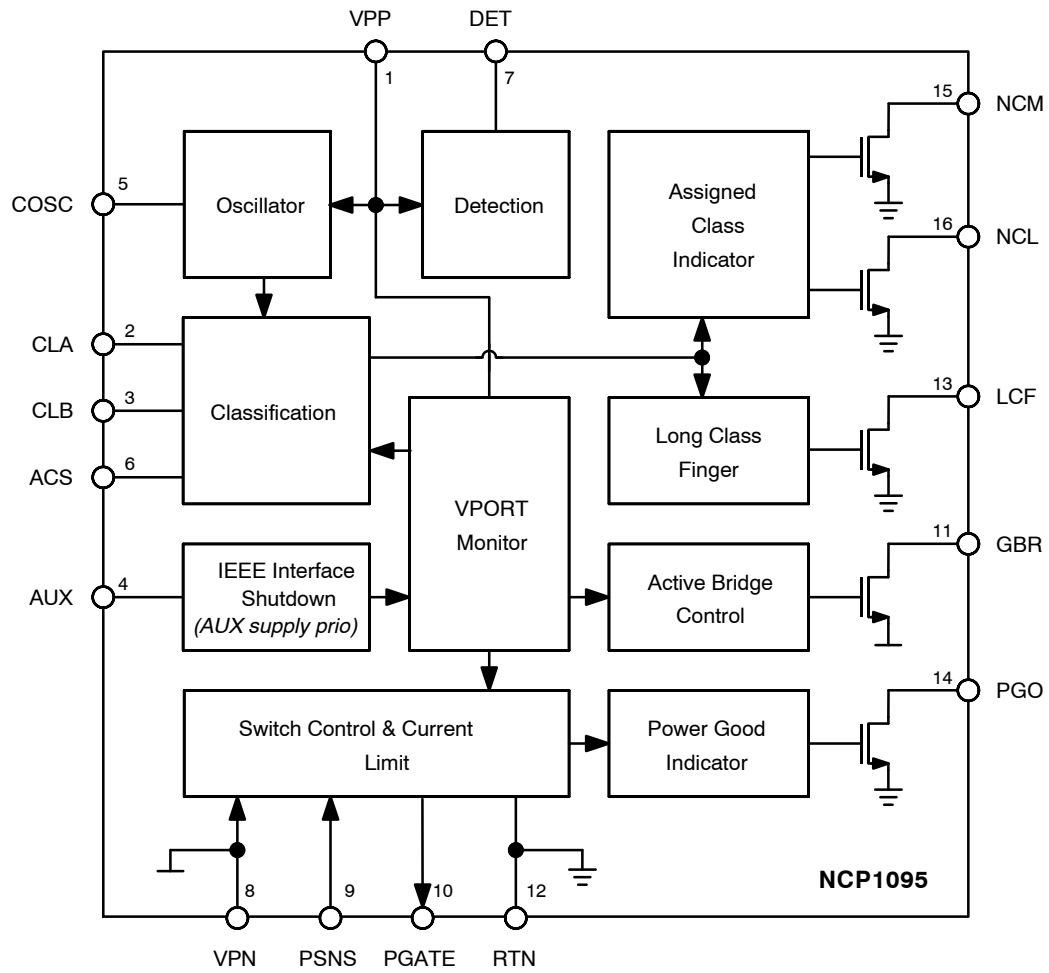 VPP
DET
1
7
15
NCM
5
COSC
Oscillator
Detection
Assigned
Class
Indicator
16
NCL
2
CLA
3
CLB
Classification
6
ACS
13
LCF
Long Class
Finger
VPORT
Monitor
11
GBR
4
AUX
IEEE Interface
Shutdown
(AUX supply prio)
Active Bridge
Control
14
PGO
Switch Control & Current
Limit
Power Good
Indicator
8
9
10
12
NCP1095
VPN
PSNS
PGATE
RTN